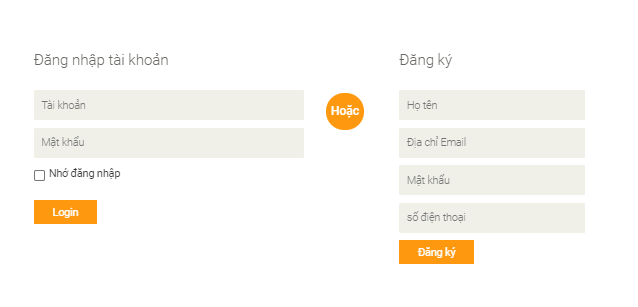 Đăng nhập tài khoản
Tài khoản
Mật khẩu
Nhớ đăng nhập
Login
Hoặc
Đăng ký
Họ tên
Địa chỉ Email
Mật khẩu
số điện thoại
Đăng ký